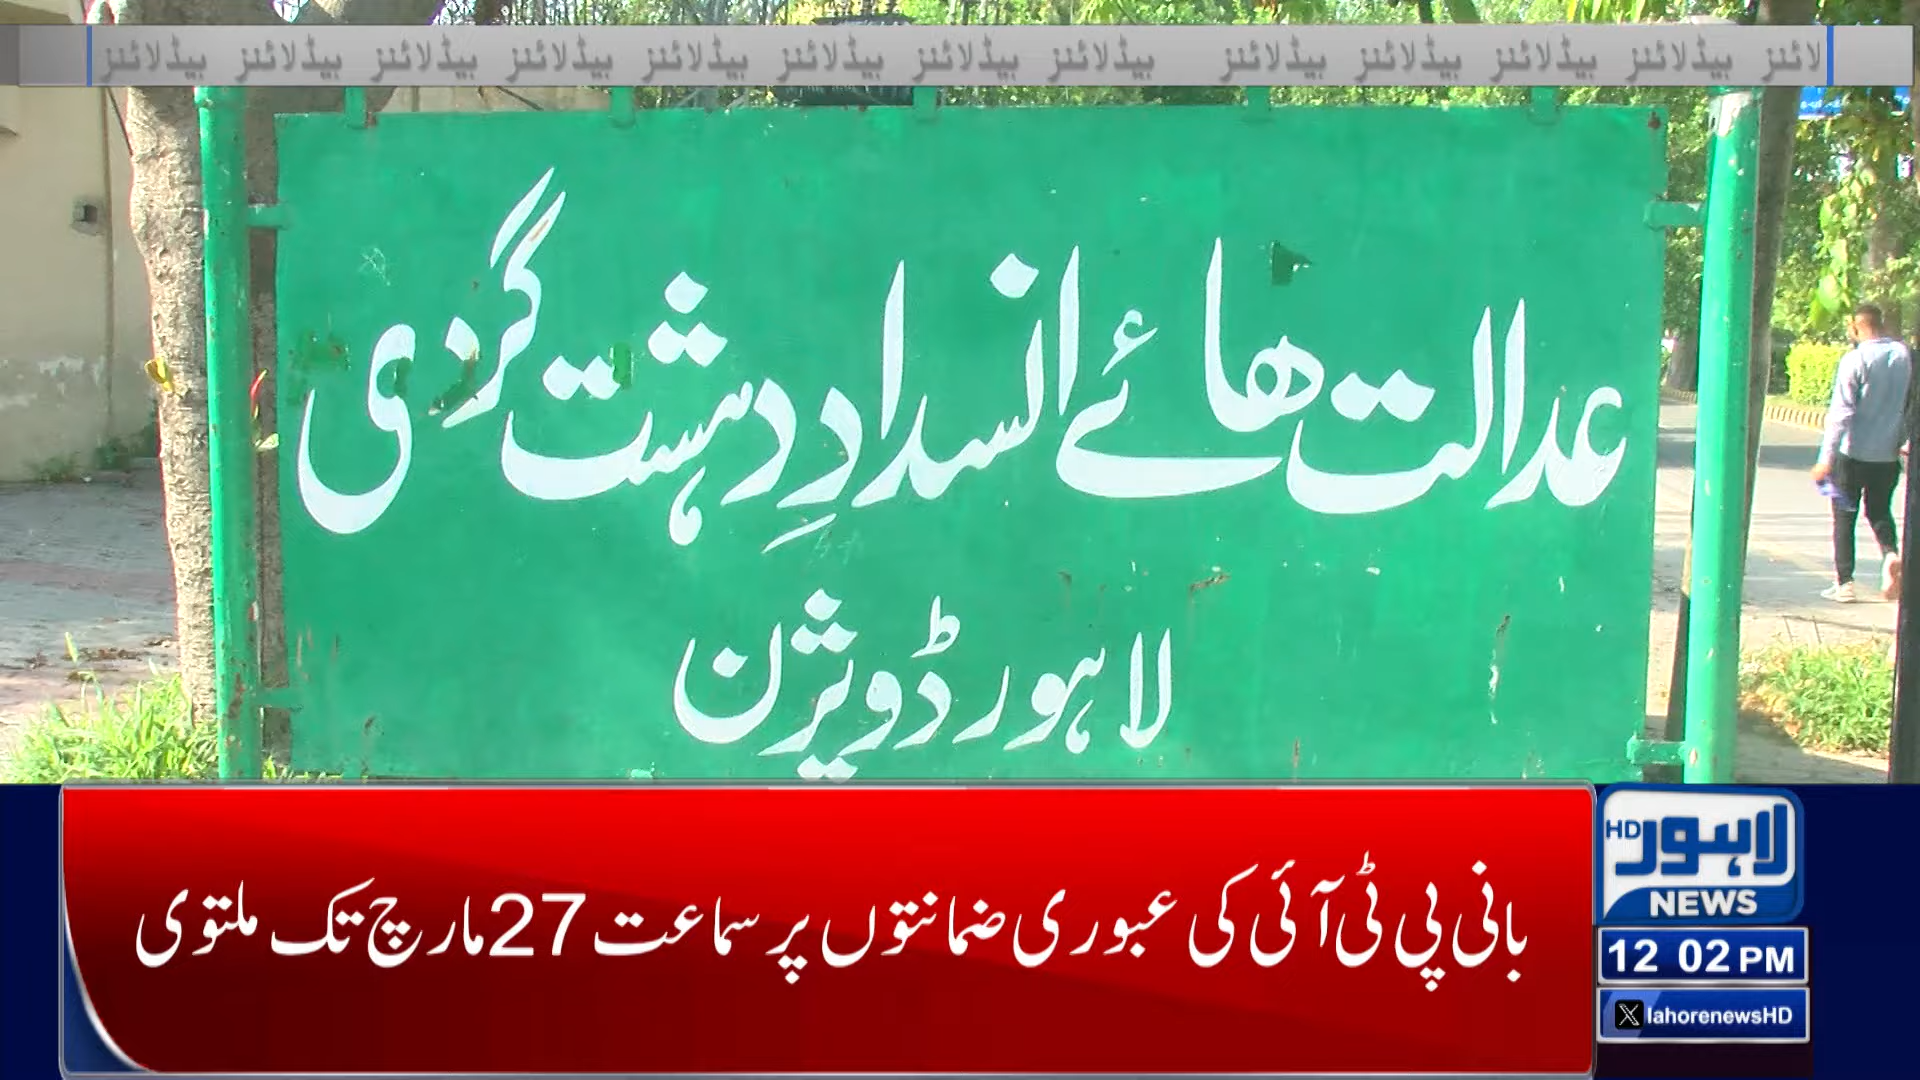 ہیڈلائنز ہیڈلائنز ہیڈلائنز ہیڈلائنز ہیڈلائنز ہیڈلائنز ہیڈلائنز ہیڈلائنز ہیڈلائنز ہیڈلائنز ہیڈلائنز ہیڈلائنز لائنز
عدالت ھائے انسدادِ دہشت گردی
لاہور ڈویژن
لاہور HD
NEWS
بانی پی ٹی آئی کی عبوری ضمانتوں پر سماعت 27 مارچ تک ملتوی
12 02 PM
X lahorenewsHD